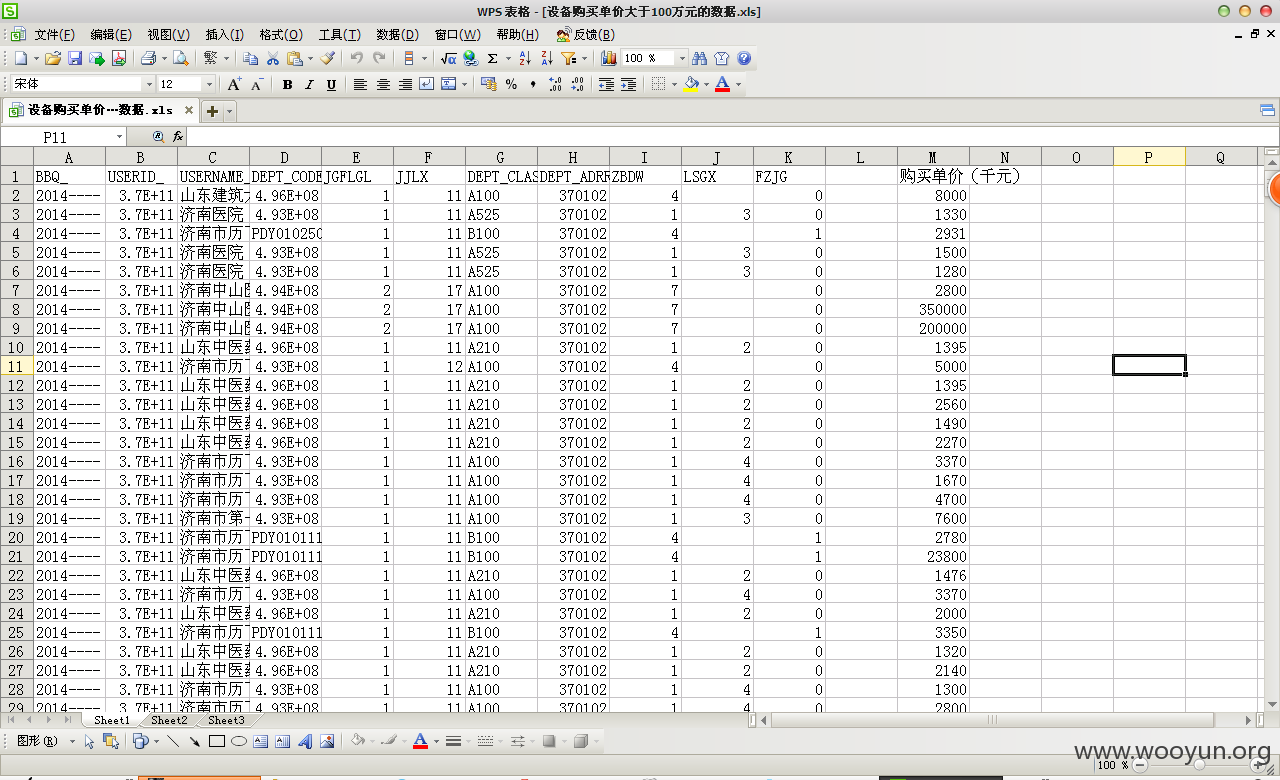 WPS 表格 - [设备购买单价大于100万元的数据.xls]
文件(F) 编辑(E) 视图(V) 插入(I) 格式(O) 工具(T) 数据(D) 窗口(W) 帮助(H) 反馈(B)
100 %
宋体 12
设备购买单价···数据.xls
P11
A B C D E F G H I J K L M N O P Q
1 BBQ_ USERID_ USERNAME_ DEPT_CODE JGFLGL JJLX DEPT_CLAS DEPT_ADRR ZBDW LSGX FZJG 购买单价（千元）
2 2014---- 3.7E+11 山东建筑 4.96E+08 1 11 A100 370102 4 0 8000
3 2014---- 3.7E+11 济南医院 4.93E+08 1 11 A525 370102 1 3 0 1330
4 2014---- 3.7E+11 济南市历 PDY010250 1 11 B100 370102 4 1 2931
5 2014---- 3.7E+11 济南医院 4.93E+08 1 11 A525 370102 1 3 0 1500
6 2014---- 3.7E+11 济南医院 4.93E+08 1 11 A525 370102 1 3 0 1280
7 2014---- 3.7E+11 济南中山 4.94E+08 2 17 A100 370102 7 0 2800
8 2014---- 3.7E+11 济南中山 4.94E+08 2 17 A100 370102 7 0 350000
9 2014---- 3.7E+11 济南中山 4.94E+08 2 17 A100 370102 7 0 200000
10 2014---- 3.7E+11 山东中医 4.96E+08 1 11 A210 370102 1 2 0 1395
11 2014---- 3.7E+11 济南市历 4.93E+08 1 12 A100 370102 4 0 5000
12 2014---- 3.7E+11 山东中医 4.96E+08 1 11 A210 370102 1 2 0 1395
13 2014---- 3.7E+11 山东中医 4.96E+08 1 11 A210 370102 1 2 0 2560
14 2014---- 3.7E+11 山东中医 4.96E+08 1 11 A210 370102 1 2 0 1490
15 2014---- 3.7E+11 山东中医 4.96E+08 1 11 A210 370102 1 2 0 2270
16 2014---- 3.7E+11 济南市历 4.93E+08 1 11 A100 370102 1 4 0 3370
17 2014---- 3.7E+11 济南市历 4.93E+08 1 11 A100 370102 1 4 0 1670
18 2014---- 3.7E+11 济南市历 4.93E+08 1 11 A100 370102 1 4 0 4700
19 2014---- 3.7E+11 济南市第 4.93E+08 1 11 A100 370102 1 3 0 7600
20 2014---- 3.7E+11 济南市历 PDY010111 1 11 B100 370102 4 1 2780
21 2014---- 3.7E+11 济南市历 PDY010111 1 11 B100 370102 4 1 23800
22 2014---- 3.7E+11 山东中医 4.96E+08 1 11 A210 370102 1 2 0 1476
23 2014---- 3.7E+11 济南市历 4.93E+08 1 11 A100 370102 1 4 0 3370
24 2014---- 3.7E+11 山东中医 4.96E+08 1 11 A210 370102 1 2 0 2000
25 2014---- 3.7E+11 济南市历 PDY010111 1 11 B100 370102 4 1 3350
26 2014---- 3.7E+11 山东中医 4.96E+08 1 11 A210 370102 1 2 0 1320
27 2014---- 3.7E+11 山东中医 4.96E+08 1 11 A210 370102 1 2 0 2140
28 2014---- 3.7E+11 济南市历 4.93E+08 1 11 A100 370102 1 4 0 1300
29 2014---- 3.7E+11 济南市历 4.93E+08 1 11 A100 370102 1 4 0 2800
Sheet1 Sheet2 Sheet3
图形(R)
www.wooyun.org
100 %